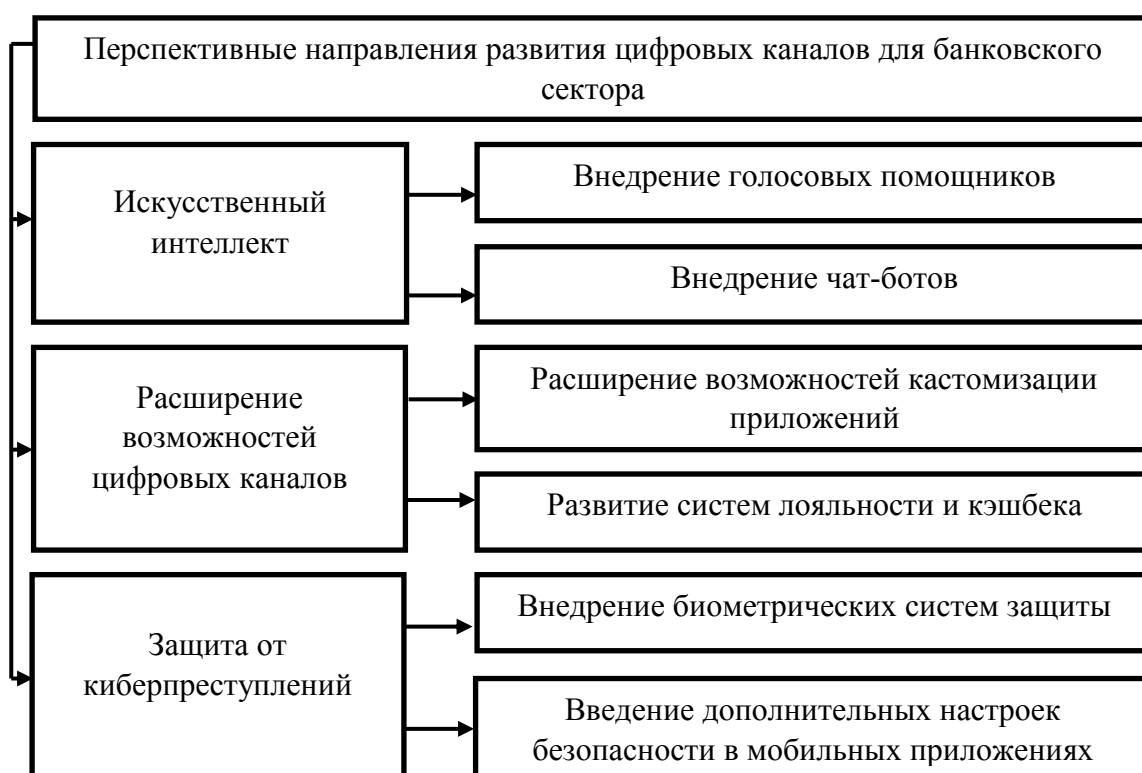 Перспективные направления развития цифровых каналов для банковского
сектора
Искусственный
интеллект
Внедрение голосовых помощников
Внедрение чат-ботов
Расширение
возможностей
цифровых каналов
Расширение возможностей кастомизации
приложений
Развитие систем лояльности и кэшбека
Защита от
киберпреступлений
Внедрение биометрических систем защиты
Введение дополнительных настроек
безопасности в мобильных приложениях